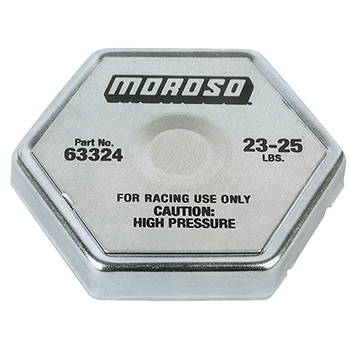 MOROSO
Part No.
63324
23-25
LBS.
FOR RACING USE ONLY
CAUTION:
HIGH PRESSURE